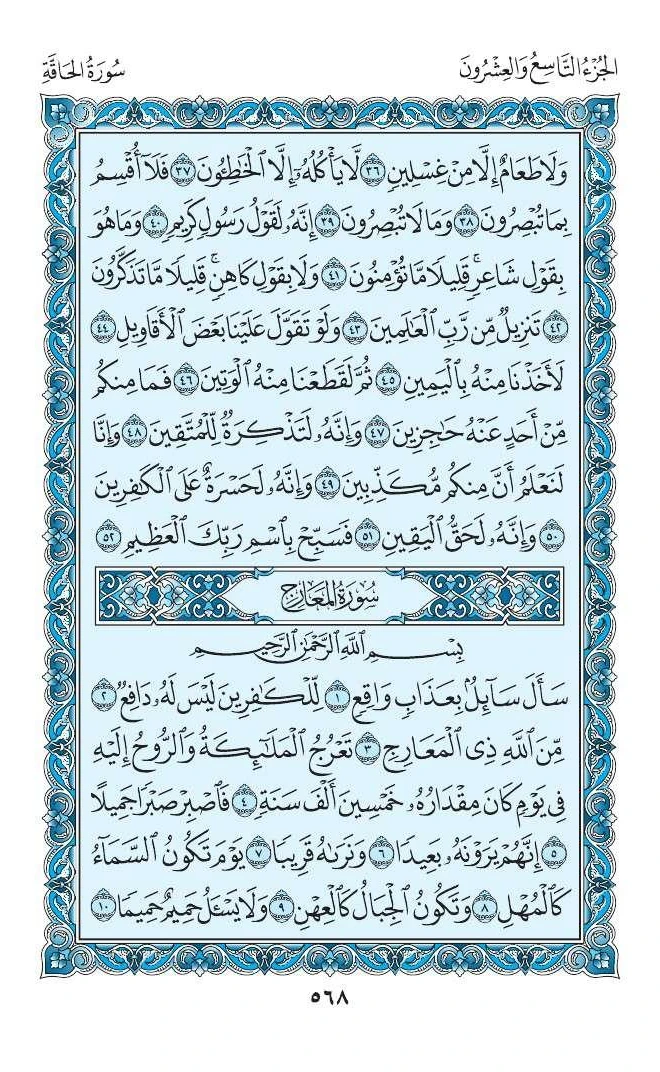 الجُزْءُ التَّاسِعُ وَالعِشْرُونَ
سُورَةُ الحَاقَّةِ
وَلَا طَعَامٌ إِلَّا مِنْ غِسْلِينٍ ٣٦ لَّا يَأْكُلُهُۥٓ إِلَّا ٱلْخَٰطِـُٔونَ ٣٧ فَلَآ أُقْسِمُ
بِمَا تُبْصِرُونَ ٣٨ وَمَا لَا تُبْصِرُونَ ٣٩ إِنَّهُۥ لَقَوْلُ رَسُولٍ كَرِيمٍ ٤٠ وَمَا هُوَ
بِقَوْلِ شَاعِرٍ ۚ قَلِيلًا مَّا تُؤْمِنُونَ ٤١ وَلَا بِقَوْلِ كَاهِنٍ ۚ قَلِيلًا مَّا تَذَكَّرُونَ
٤٢ تَنزِيلٌ مِّن رَّبِّ ٱلْعَٰلَمِينَ ٤٣ وَلَوْ تَقَوَّلَ عَلَيْنَا بَعْضَ ٱلْأَقَاوِيلِ ٤٤
لَأَخَذْنَا مِنْهُ بِٱلْيَمِينِ ٤٥ ثُمَّ لَقَطَعْنَا مِنْهُ ٱلْوَتِينَ ٤٦ فَمَا مِنكُم
مِّنْ أَحَدٍ عَنْهُ حَٰجِزِينَ ٤٧ وَإِنَّهُۥ لَتَذْكِرَةٌ لِّلْمُتَّقِينَ ٤٨ وَإِنَّا
لَنَعْلَمُ أَنَّ مِنكُم مُّكَذِّبِينَ ٤٩ وَإِنَّهُۥ لَحَسْرَةٌ عَلَى ٱلْكَٰفِرِينَ
٥٠ وَإِنَّهُۥ لَحَقُّ ٱلْيَقِينِ ٥١ فَسَبِّحْ بِٱسْمِ رَبِّكَ ٱلْعَظِيمِ ٥٢
سُورَةُ المَعَارِجِ
بِسْمِ ٱللَّهِ ٱلرَّحْمَٰنِ ٱلرَّحِيمِ
سَأَلَ سَآئِلٌۢ بِعَذَابٍ وَاقِعٍ ١ لِّلْكَٰفِرِينَ لَيْسَ لَهُۥ دَافِعٌ ٢
مِّنَ ٱللَّهِ ذِى ٱلْمَعَارِجِ ٣ تَعْرُجُ ٱلْمَلَٰٓئِكَةُ وَٱلرُّوحُ إِلَيْهِ
فِى يَوْمٍ كَانَ مِقْدَارُهُۥ خَمْسِينَ أَلْفَ سَنَةٍ ٤ فَٱصْبِرْ صَبْرًا جَمِيلًا
٥ إِنَّهُمْ يَرَوْنَهُۥ بَعِيدًا ٦ وَنَرَىٰهُ قَرِيبًا ٧ يَوْمَ تَكُونُ ٱلسَّمَآءُ
كَٱلْمُهْلِ ٨ وَتَكُونُ ٱلْجِبَالُ كَٱلْعِهْنِ ٩ وَلَا يَسْـَٔلُ حَمِيمٌ حَمِيمًا ١٠
٥٦٨